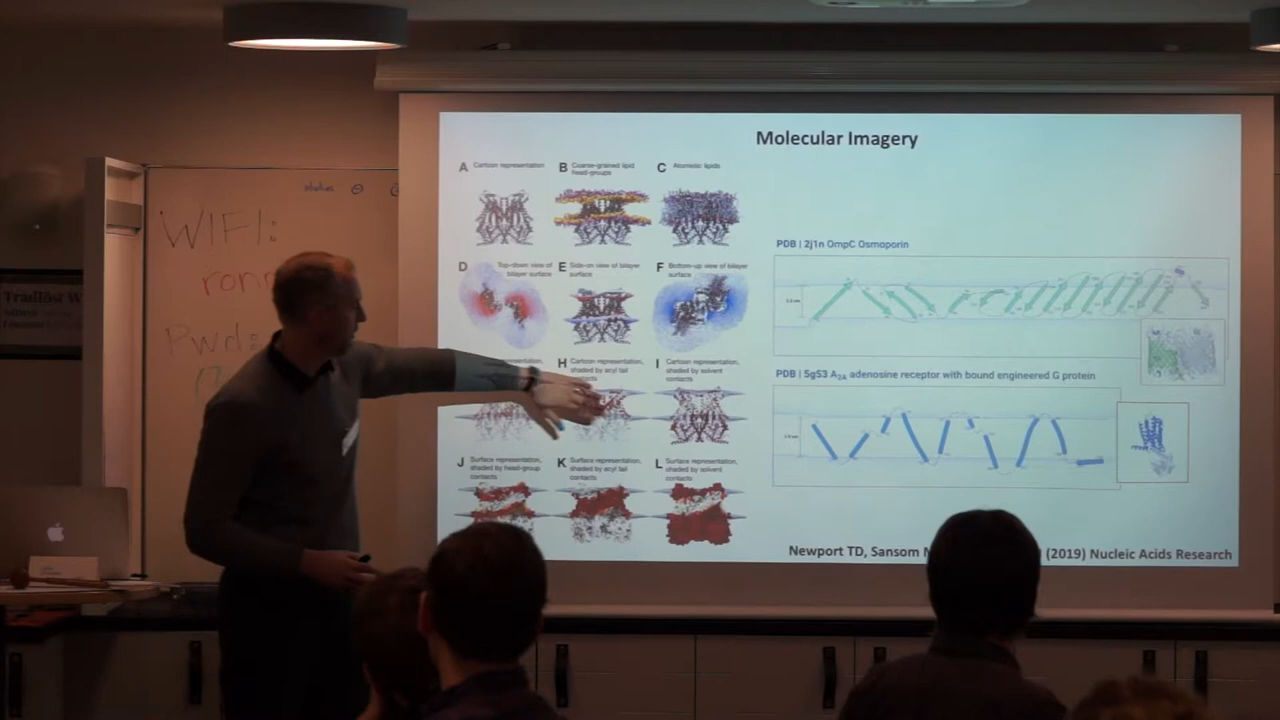 Molecular Imagery
A Cartoon representation
B Coarse-grained lipid
head-groups
C Atomistic lipids
D Top-down view of
bilayer surface
E Side-on view of bilayer
surface
F Bottom-up view of bilayer
surface
representation,
H Cartoon representation,
shaded by acyl tail
I Cartoon representation,
shaded by solvent
contacts
J Surface representation,
shaded by head-group
contacts
K Surface representation,
shaded by acyl tail
contacts
L Surface representation,
shaded by solvent
contacts
PDB | 2j1n OmpC Osmoporin
PDB | 5g53 A2A adenosine receptor with bound engineered G protein
Newport TD, Sansom (2019) Nucleic Acids Research
WIFI:
Pwd:
Trådlöst W